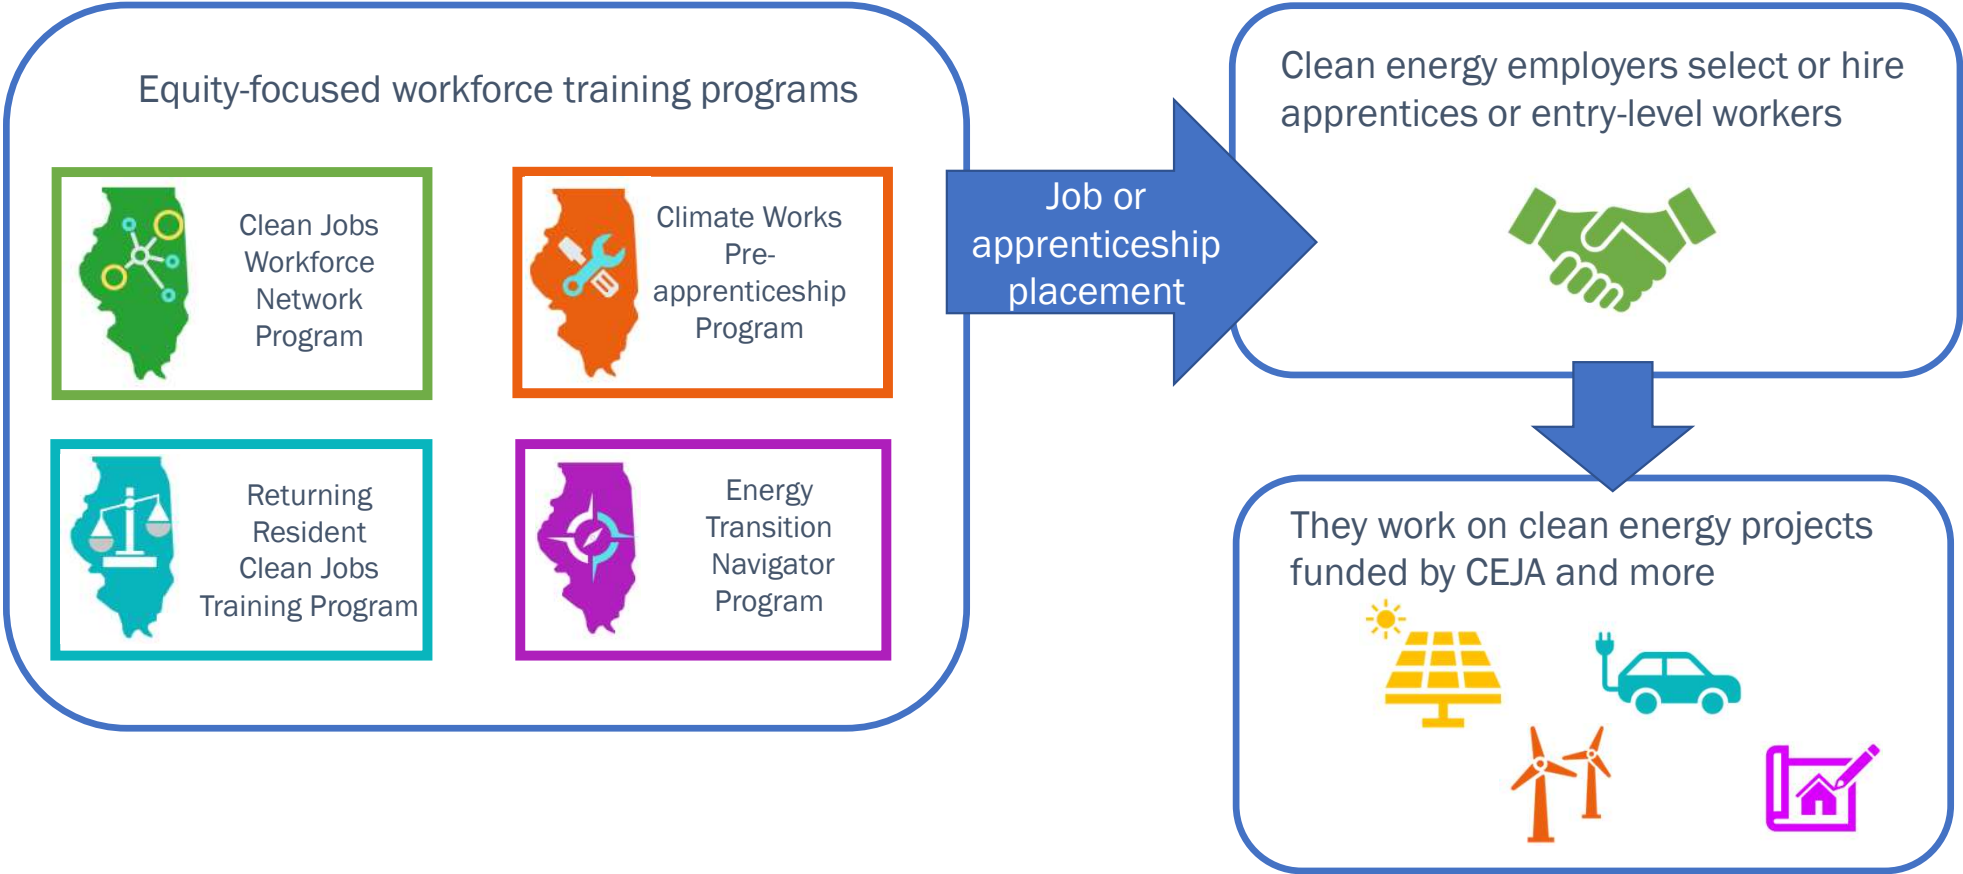 Equity-focused workforce training programs
Clean Jobs
Workforce
Network
Program
Climate Works
Pre-
apprenticeship
Program
Returning
Resident
Clean Jobs
Training Program
Energy
Transition
Navigator
Program
Job or
apprenticeship
placement
Clean energy employers select or hire
apprentices or entry-level workers
They work on clean energy projects
funded by CEJA and more